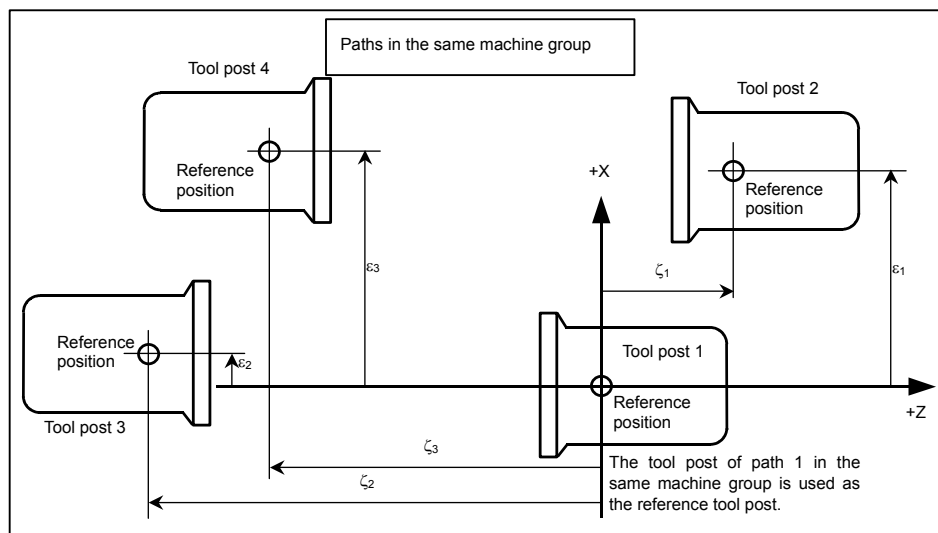 Paths in the same machine group
Tool post 4
Tool post 2
Reference
position
+X
Reference
position
ε3
ζ1
ε1
Reference
position
ε2
Tool post 1
Reference
position
+Z
Tool post 3
ζ3
ζ2
The tool post of path 1 in the
same machine group is used as
the reference tool post.